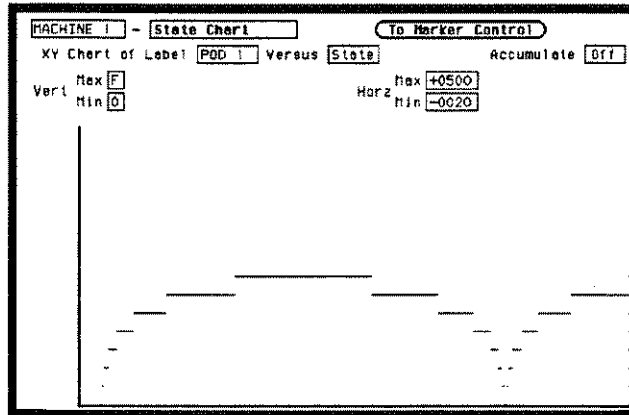 MACHINE 1 - State Chart To Marker Control
XY Chart of Label POD 1 Versus State Accumulate Off
Vert Max F Horz Max +0500
Min 0 Min -0020